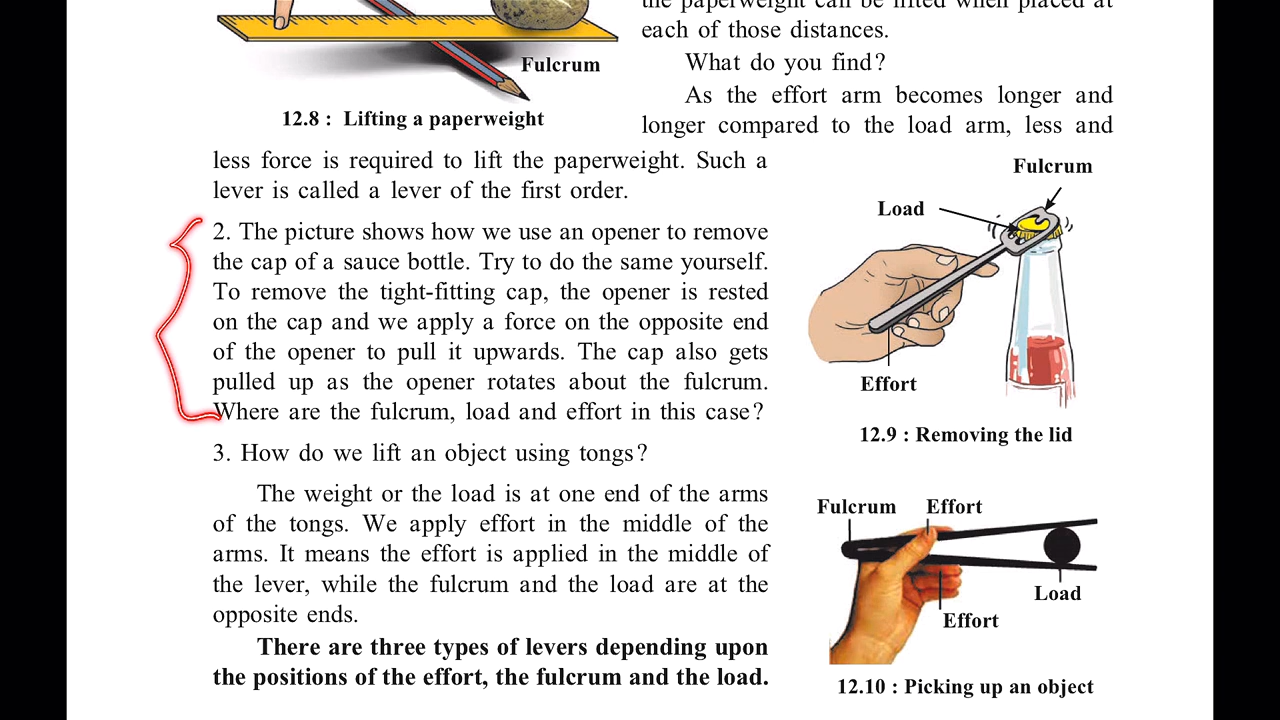 the paperweight can be lifted when placed at
each of those distances.
What do you find?
As the effort arm becomes longer and
longer compared to the load arm, less and
Fulcrum
12.8 : Lifting a paperweight
less force is required to lift the paperweight. Such a
lever is called a lever of the first order.
2. The picture shows how we use an opener to remove
the cap of a sauce bottle. Try to do the same yourself.
To remove the tight-fitting cap, the opener is rested
on the cap and we apply a force on the opposite end
of the opener to pull it upwards. The cap also gets
pulled up as the opener rotates about the fulcrum.
Where are the fulcrum, load and effort in this case?
Fulcrum
Load
Effort
12.9 : Removing the lid
3. How do we lift an object using tongs?
The weight or the load is at one end of the arms
of the tongs. We apply effort in the middle of the
arms. It means the effort is applied in the middle of
the lever, while the fulcrum and the load are at the
opposite ends.
Fulcrum Effort
Load
Effort
12.10 : Picking up an object
There are three types of levers depending upon
the positions of the effort, the fulcrum and the load.